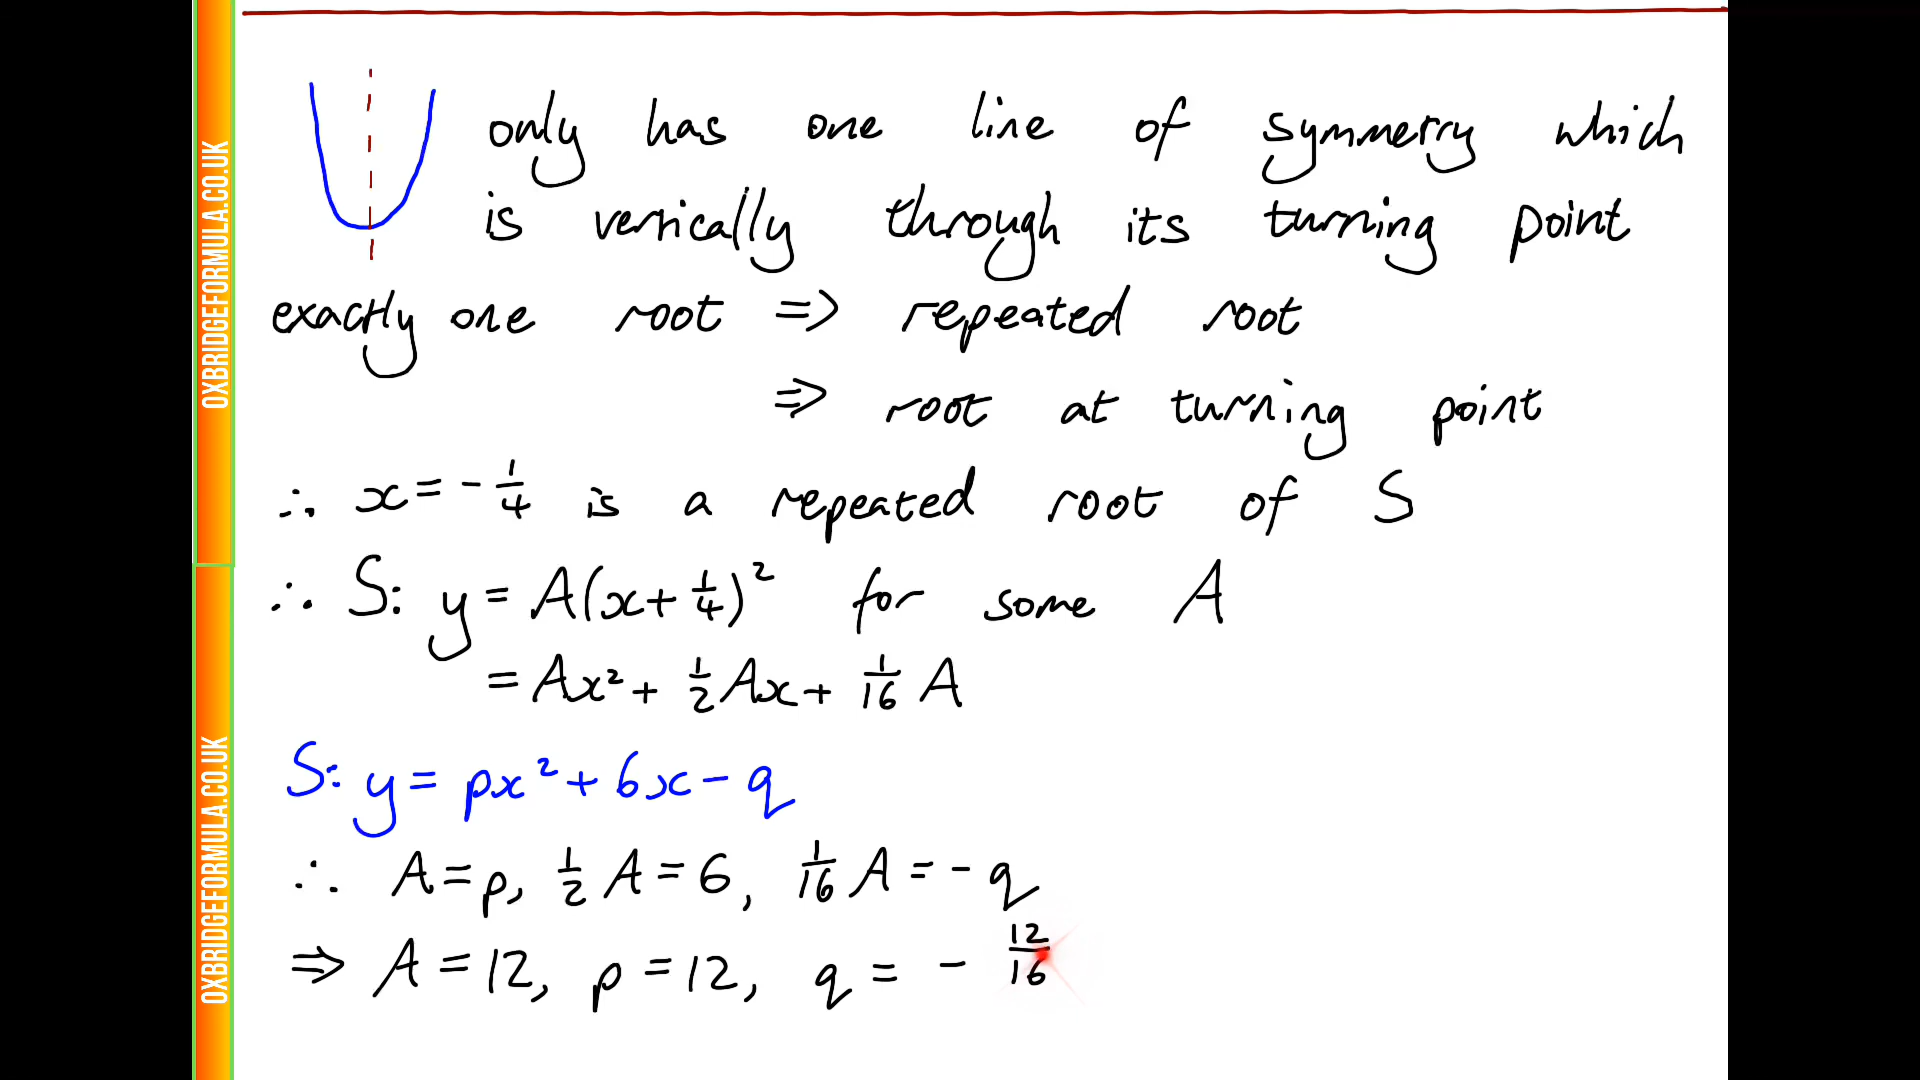 only has one line of symmetry which
is vertically through its turning point
exactly one root ⇒ repeated root
⇒ root at turning point
∴ x = -1/4 is a repeated root of S
∴ S: y = A(x + 1/4)² for some A
= Ax² + 1/2 Ax + 1/16 A
S: y = px² + 6x - q
∴ A = p, 1/2 A = 6, 1/16 A = - q
⇒ A = 12, p = 12, q = - 12/16
OXBRIDGEFORMULA.CO.UK
OXBRIDGEFORMULA.CO.UK